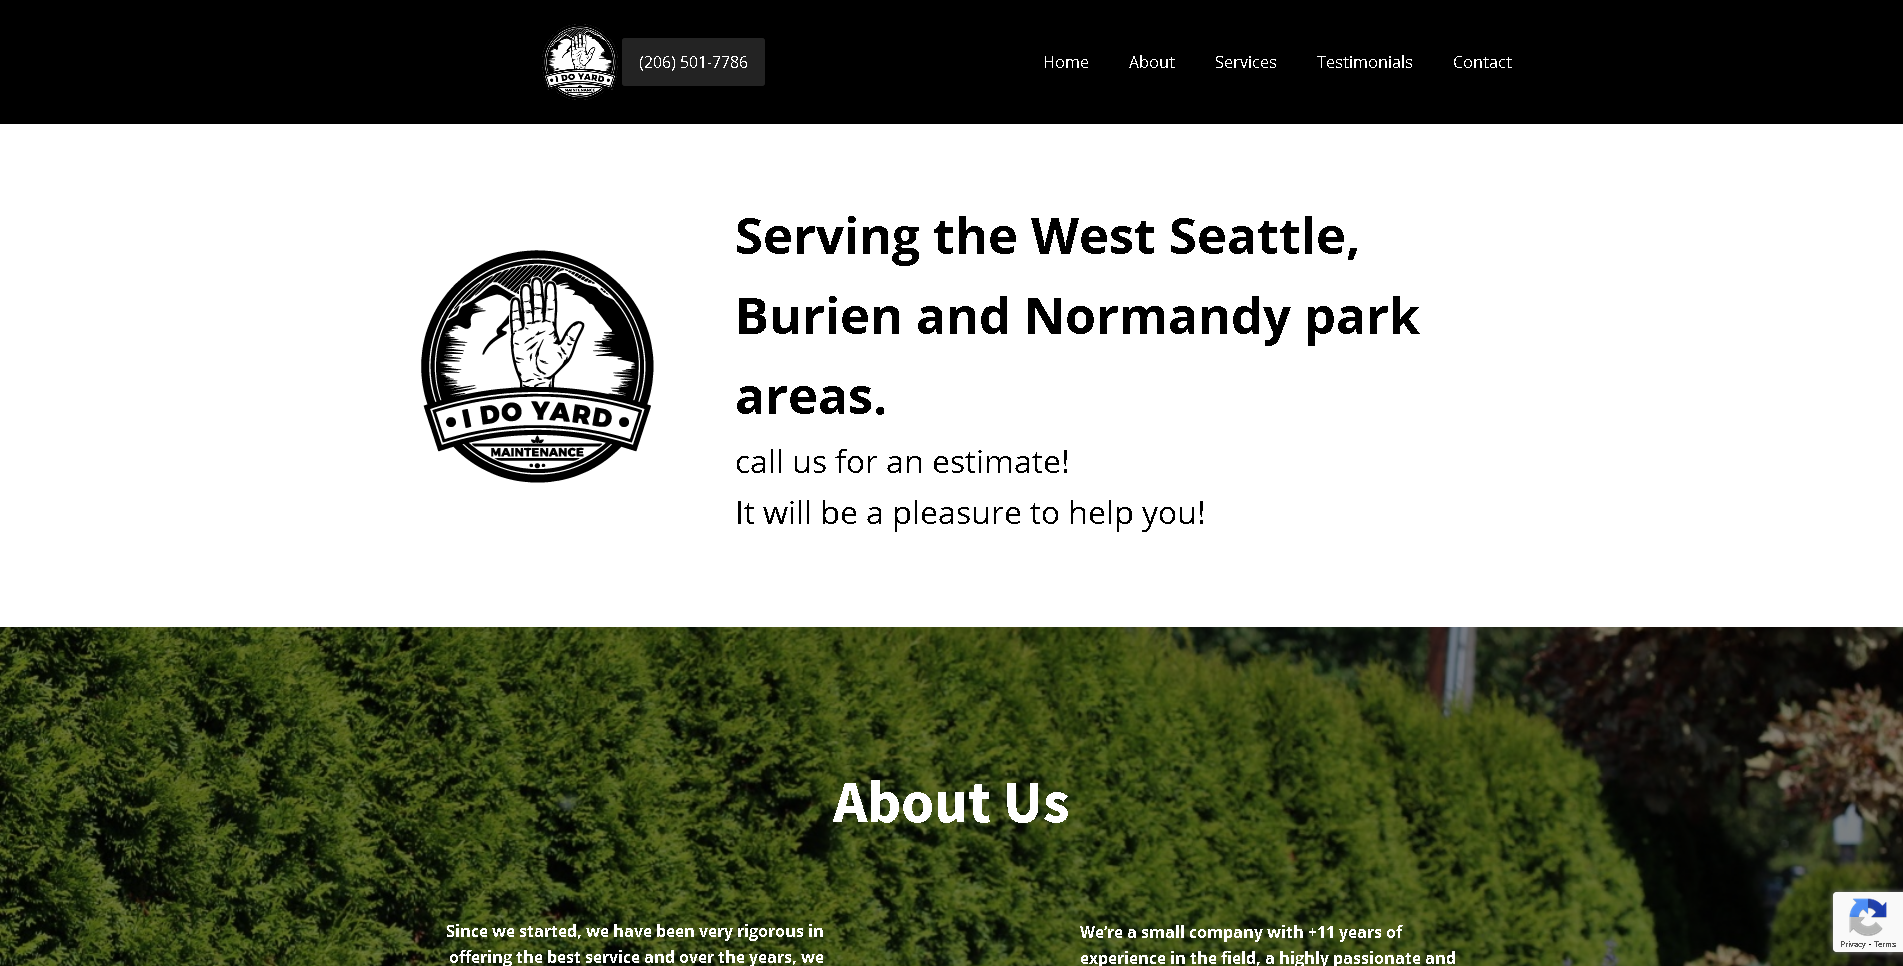 I DO YARD
MAINTENANCE
(206) 501-7786
Home
About
Services
Testimonials
Contact
Serving the West Seattle,
Burien and Normandy park
areas.
call us for an estimate!
It will be a pleasure to help you!
I DO YARD
MAINTENANCE
About Us
Since we started, we have been very rigorous in
offering the best service and over the years, we
We’re a small company with +11 years of
experience in the field, a highly passionate and
Privacy - Terms